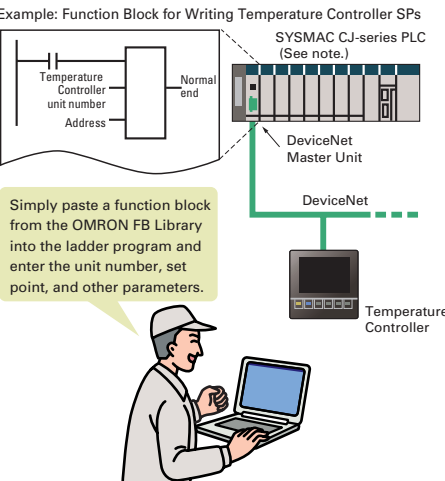 Example: Function Block for Writing Temperature Controller SPs
SYSMAC CJ-series PLC
(See note.)
Temperature
Controller
unit number
Address
Normal
end
DeviceNet
Master Unit
DeviceNet
Simply paste a function block
from the OMRON FB Library
into the ladder program and
enter the unit number, set
point, and other parameters.
Temperature
Controller